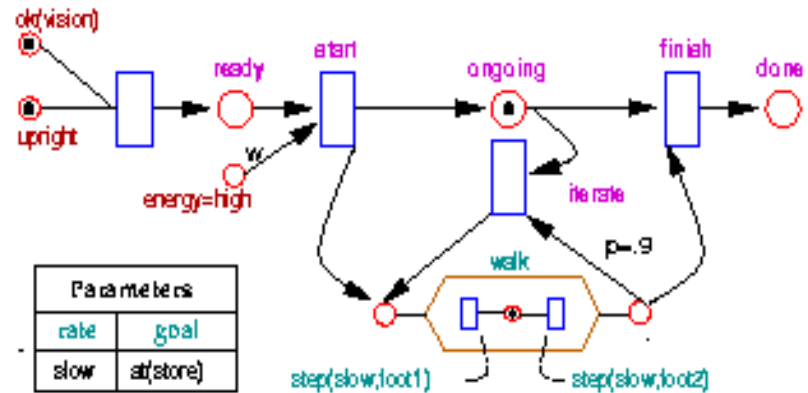 ok(vision)
upright
ready
start
ongoing
finish
done
w
energy=high
iterate
p=.9
walk
Parameters
rate
goal
slow
at(store)
step(slow,foot1)
step(slow,foot2)